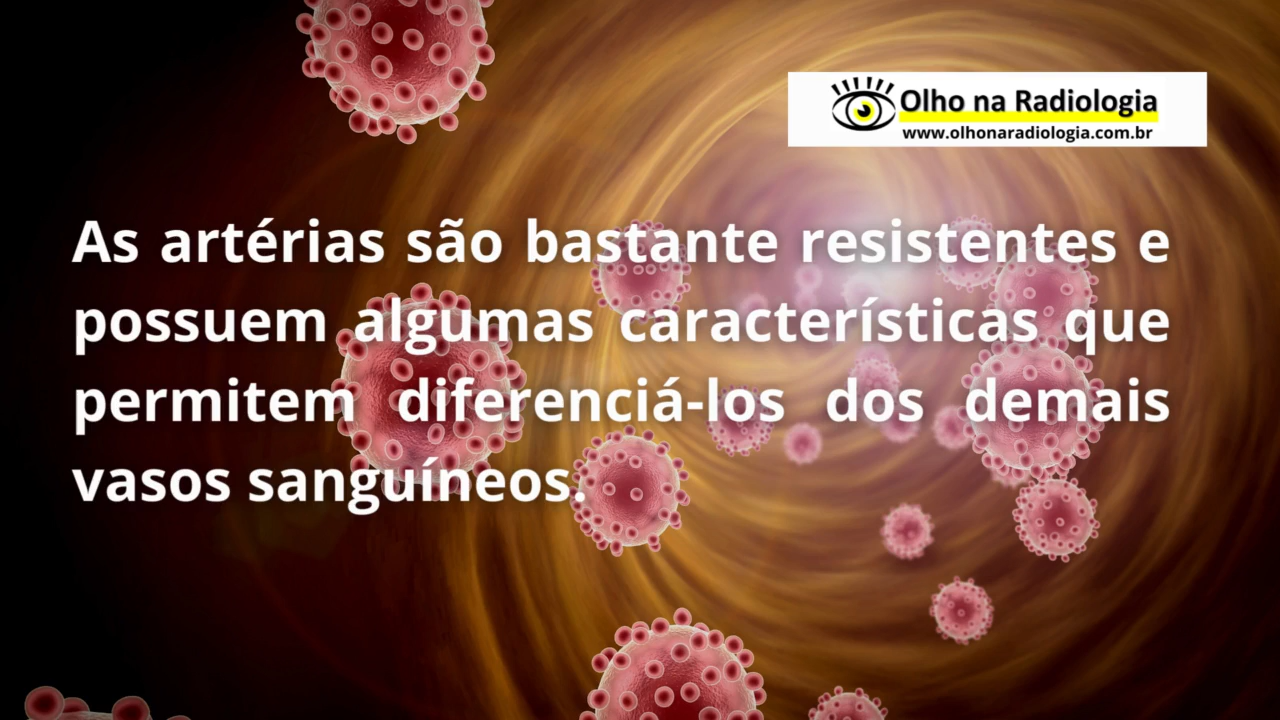 Olho na Radiologia
www.olhonaradiologia.com.br
As artérias são bastante resistentes e
possuem algumas características que
permitem diferenciá-los dos demais
vasos sanguíneos.